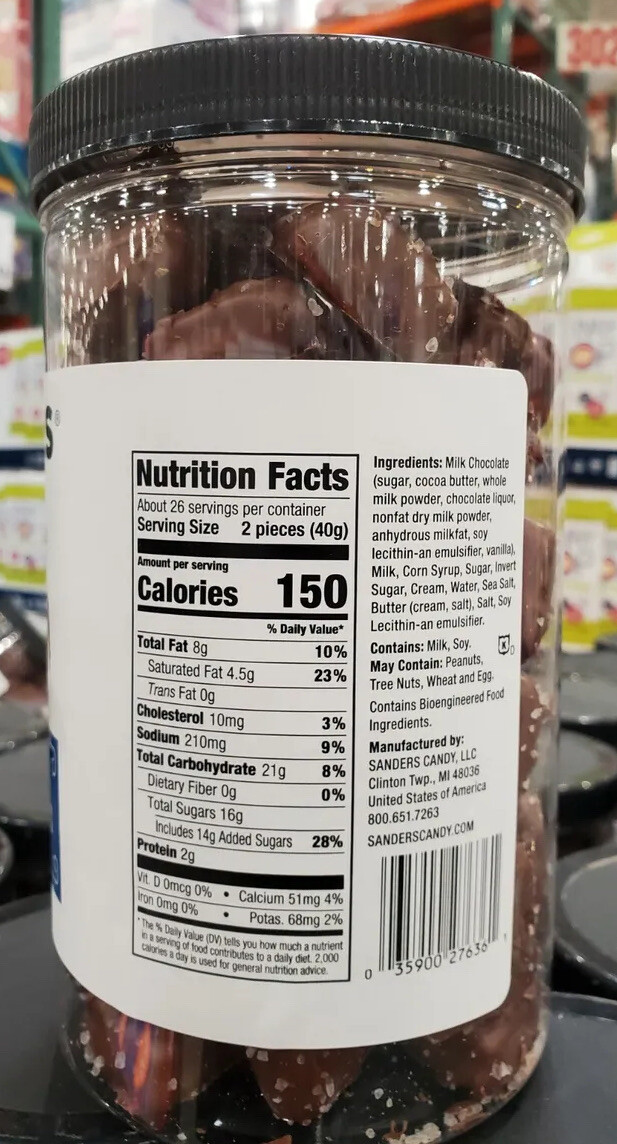 302
S®
Nutrition Facts
About 26 servings per container
Serving Size 2 pieces (40g)
Amount per serving
Calories 150
% Daily Value*
Total Fat 8g 10%
Saturated Fat 4.5g 23%
Trans Fat 0g
Cholesterol 10mg 3%
Sodium 210mg 9%
Total Carbohydrate 21g 8%
Dietary Fiber 0g 0%
Total Sugars 16g
Includes 14g Added Sugars 28%
Protein 2g
Vit. D 0mcg 0% • Calcium 51mg 4%
Iron 0mg 0% • Potas. 68mg 2%
*The % Daily Value (DV) tells you how much a nutrient
in a serving of food contributes to a daily diet. 2,000
calories a day is used for general nutrition advice.
Ingredients: Milk Chocolate
(sugar, cocoa butter, whole
milk powder, chocolate liquor,
nonfat dry milk powder,
anhydrous milkfat, soy
lecithin-an emulsifier, vanilla),
Milk, Corn Syrup, Sugar, Invert
Sugar, Cream, Water, Sea Salt,
Butter (cream, salt), Salt, Soy
Lecithin-an emulsifier.
Contains: Milk, Soy. K D
May Contain: Peanuts,
Tree Nuts, Wheat and Egg.
Contains Bioengineered Food
Ingredients.
Manufactured by:
SANDERS CANDY, LLC
Clinton Twp., MI 48036
United States of America
800.651.7263
SANDERSCANDY.COM
0 35900 27636 1